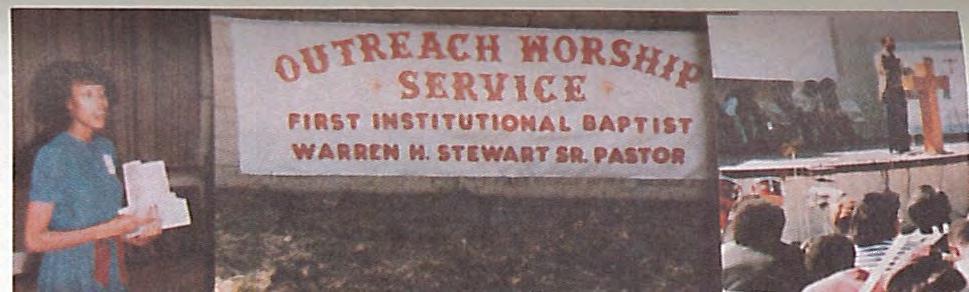 OUTREACH WORSHIP
SERVICE
FIRST INSTITUTIONAL BAPTIST
WARREN H. STEWART SR. PASTOR